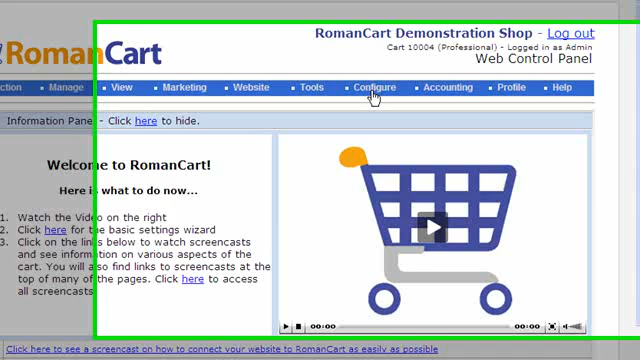 RomanCart Demonstration Shop - Log out
Cart 10004 (Professional) - Logged in as Admin
Web Control Panel
RomanCart
ction Manage View Marketing Website Tools Configure Accounting Profile Help
Information Panel - Click here to hide.
Welcome to RomanCart!
Here is what to do now...
1. Watch the Video on the right
2. Click here for the basic settings wizard
3. Click on the links below to watch screencasts
and see information on various aspects of the
cart. You will also find links to screencasts at the
top of many of the pages. Click here to access
all screencasts
00:00 00:00
Click here to see a screencast on how to connect your website to RomanCart as easily as possible